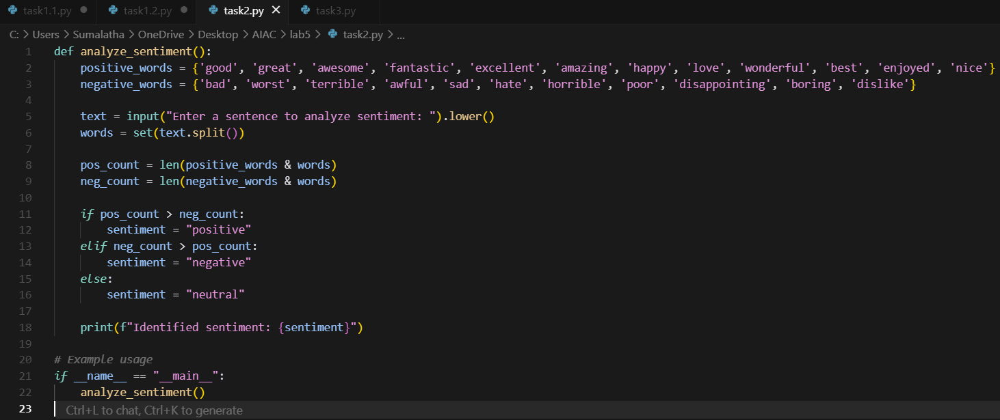 task1.1.py task1.2.py task2.py task3.py
C: > Users > Sumalatha > OneDrive > Desktop > AIAC > lab5 > task2.py > ...
1 def analyze_sentiment():
2     positive_words = {'good', 'great', 'awesome', 'fantastic', 'excellent', 'amazing', 'happy', 'love', 'wonderful', 'best', 'enjoyed', 'nice'}
3     negative_words = {'bad', 'worst', 'terrible', 'awful', 'sad', 'hate', 'horrible', 'poor', 'disappointing', 'boring', 'dislike'}
4
5     text = input("Enter a sentence to analyze sentiment: ").lower()
6     words = set(text.split())
7
8     pos_count = len(positive_words & words)
9     neg_count = len(negative_words & words)
10
11     if pos_count > neg_count:
12         sentiment = "positive"
13     elif neg_count > pos_count:
14         sentiment = "negative"
15     else:
16         sentiment = "neutral"
17
18     print(f"Identified sentiment: {sentiment}")
19
20 # Example usage
21 if __name__ == "__main__":
22     analyze_sentiment()
23 Ctrl+L to chat, Ctrl+K to generate